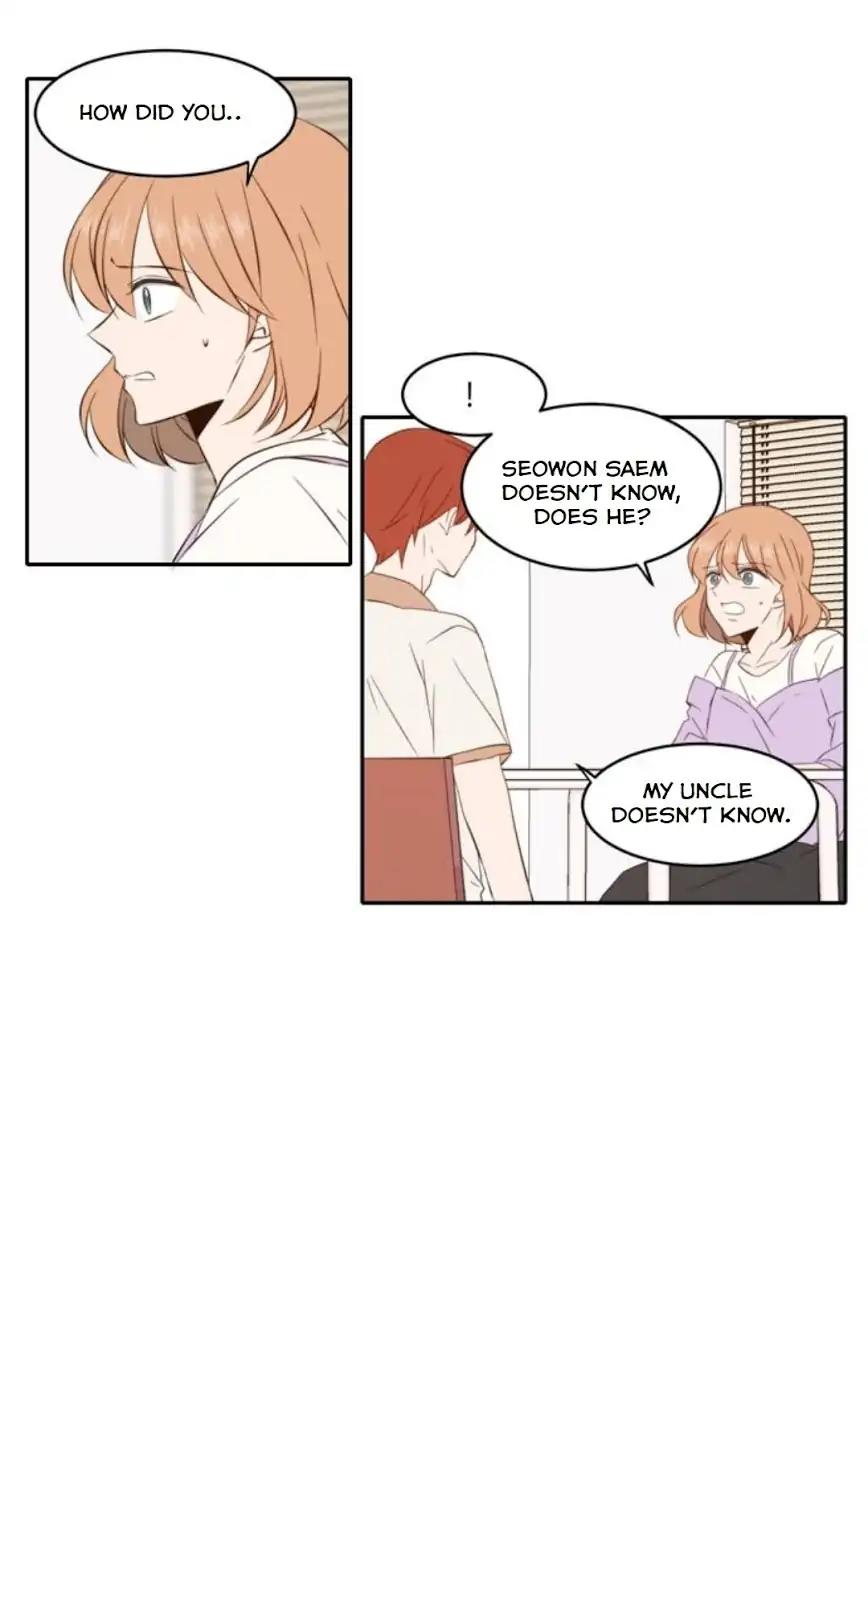 HOW DID YOU..
!
SEOWON SAEM
DOESN'T KNOW,
DOES HE?
MY UNCLE
DOESN'T KNOW.